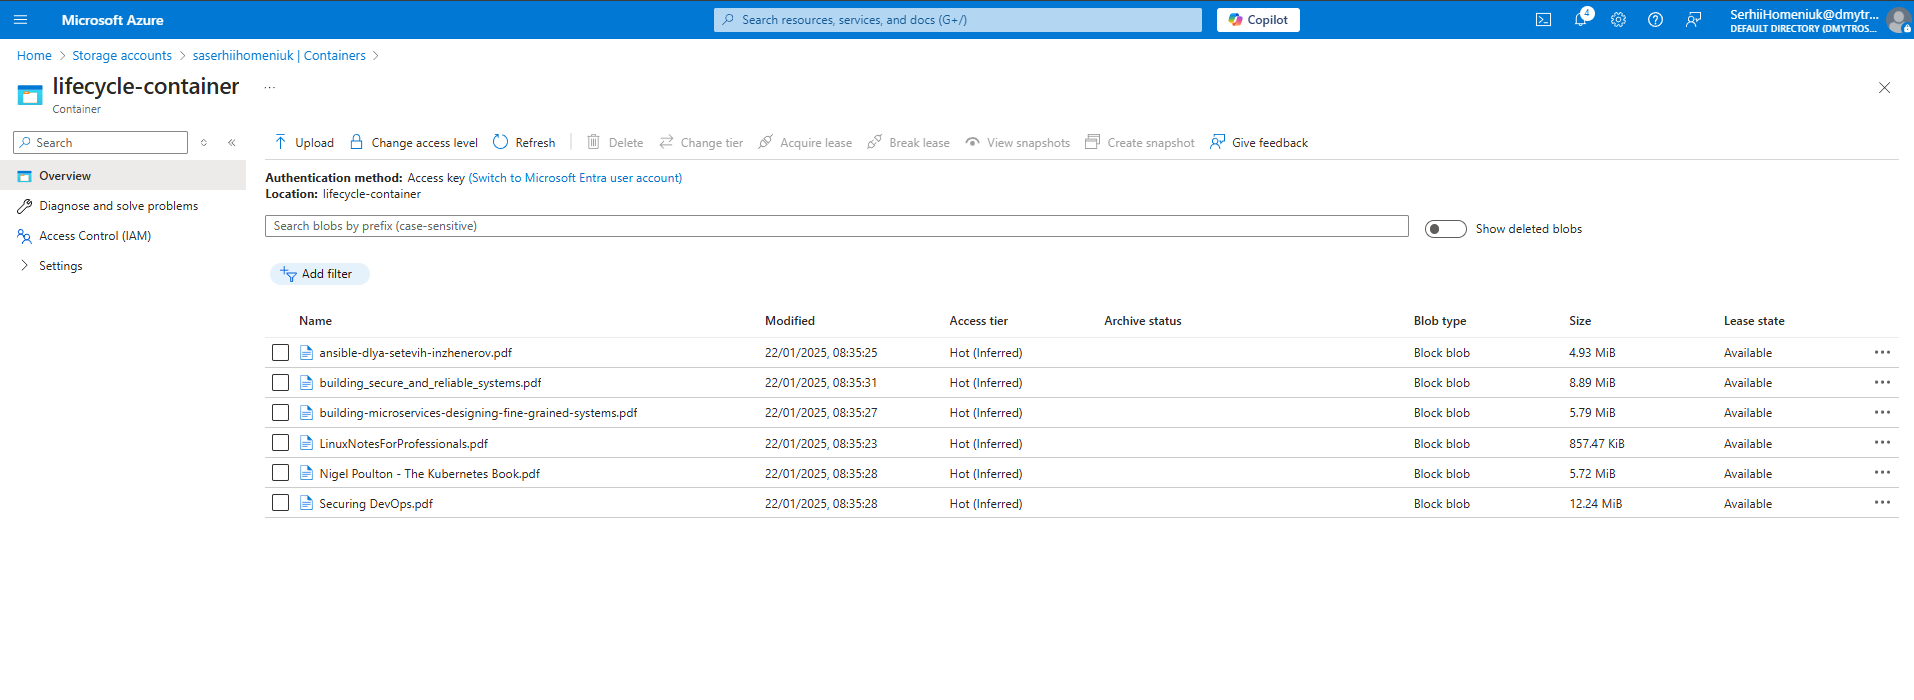 Microsoft Azure
Search resources, services, and docs (G+/)
Copilot
4
SerhiiHomeniuk@dmytr...
DEFAULT DIRECTORY (DMYTROS...
Home > Storage accounts > saserhiihomeniuk | Containers >
lifecycle-container ...
Container
Search
Upload Change access level Refresh Delete Change tier Acquire lease Break lease View snapshots Create snapshot Give feedback
Overview
Diagnose and solve problems
Access Control (IAM)
Settings
Authentication method: Access key (Switch to Microsoft Entra user account)
Location: lifecycle-container
Search blobs by prefix (case-sensitive)
Show deleted blobs
Add filter
Name Modified Access tier Archive status Blob type Size Lease state
ansible-dlya-setevih-inzhenerov.pdf 22/01/2025, 08:35:25 Hot (Inferred) Block blob 4.93 MiB Available ...
building_secure_and_reliable_systems.pdf 22/01/2025, 08:35:31 Hot (Inferred) Block blob 8.89 MiB Available ...
building-microservices-designing-fine-grained-systems.pdf 22/01/2025, 08:35:27 Hot (Inferred) Block blob 5.79 MiB Available ...
LinuxNotesForProfessionals.pdf 22/01/2025, 08:35:23 Hot (Inferred) Block blob 857.47 KiB Available ...
Nigel Poulton - The Kubernetes Book.pdf 22/01/2025, 08:35:28 Hot (Inferred) Block blob 5.72 MiB Available ...
Securing DevOps.pdf 22/01/2025, 08:35:28 Hot (Inferred) Block blob 12.24 MiB Available ...